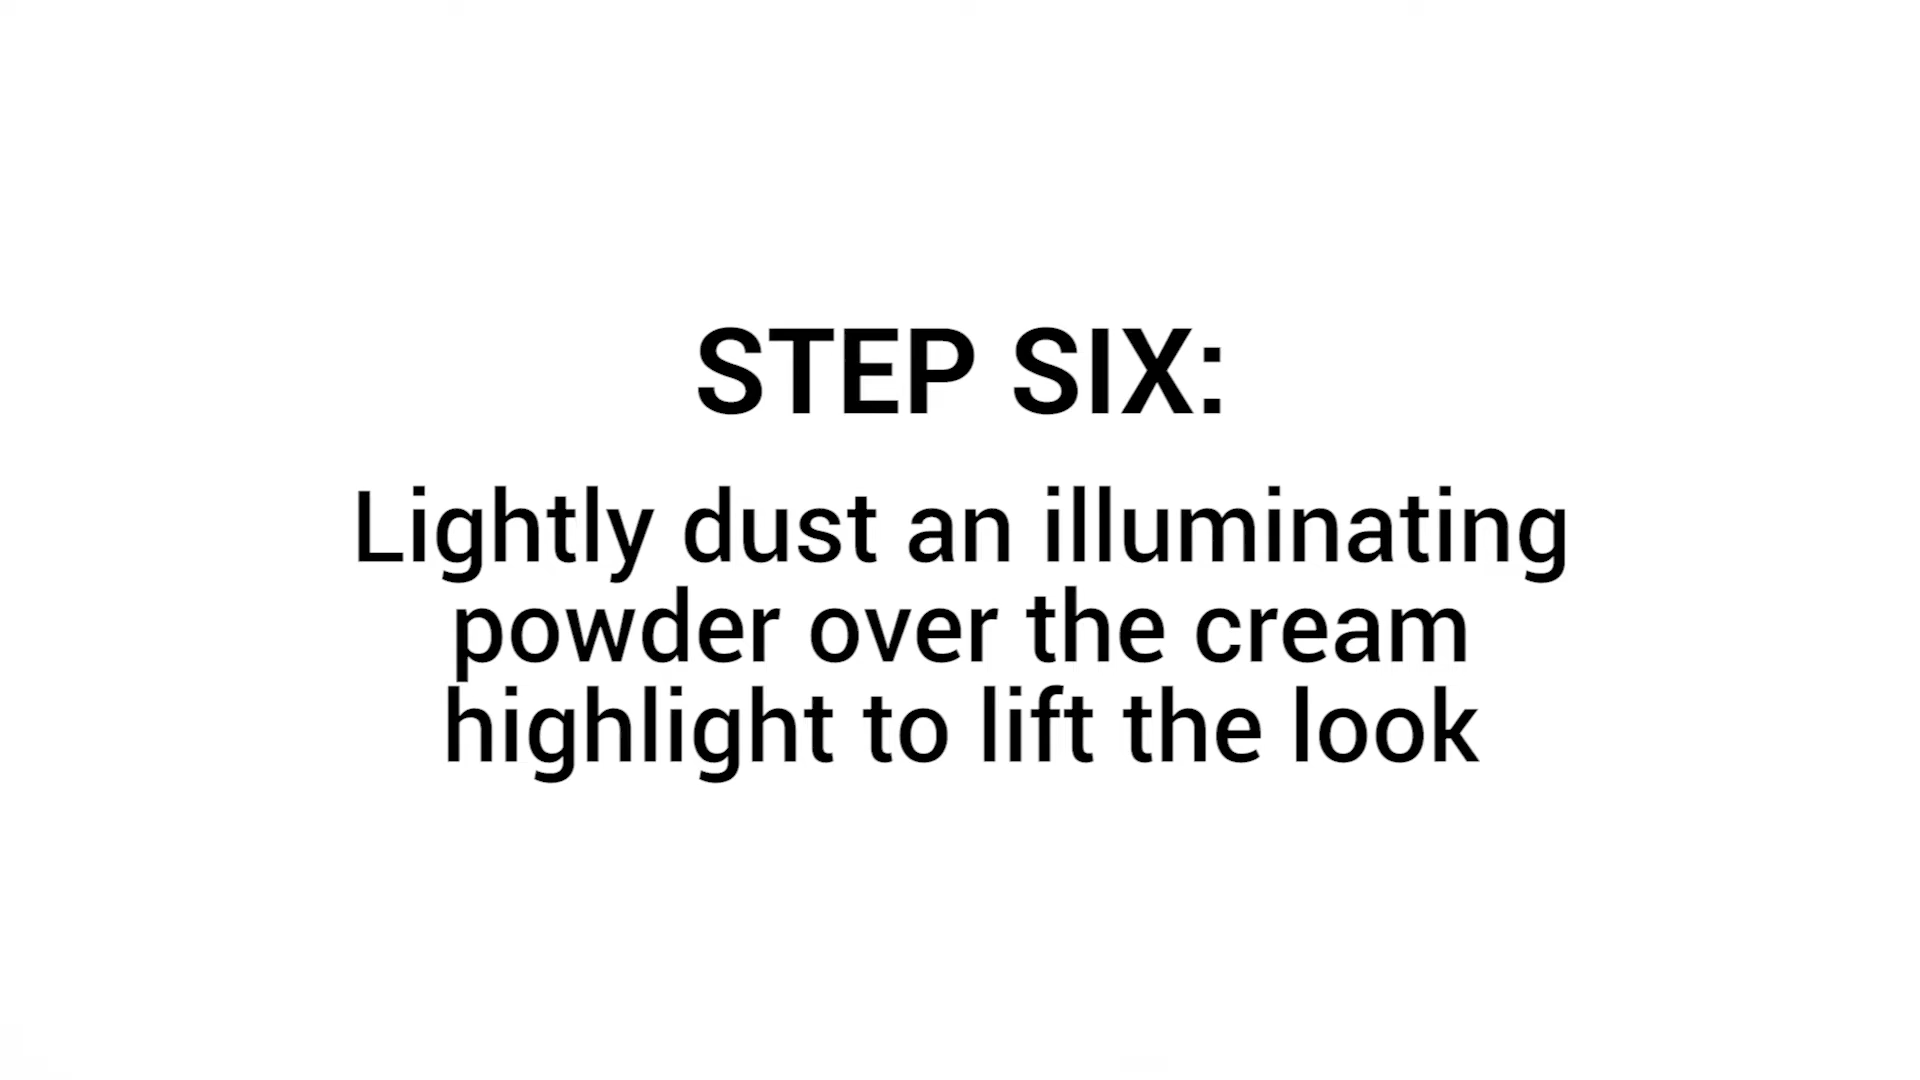 STEP SIX:
Lightly dust an illuminating
powder over the cream
highlight to lift the look